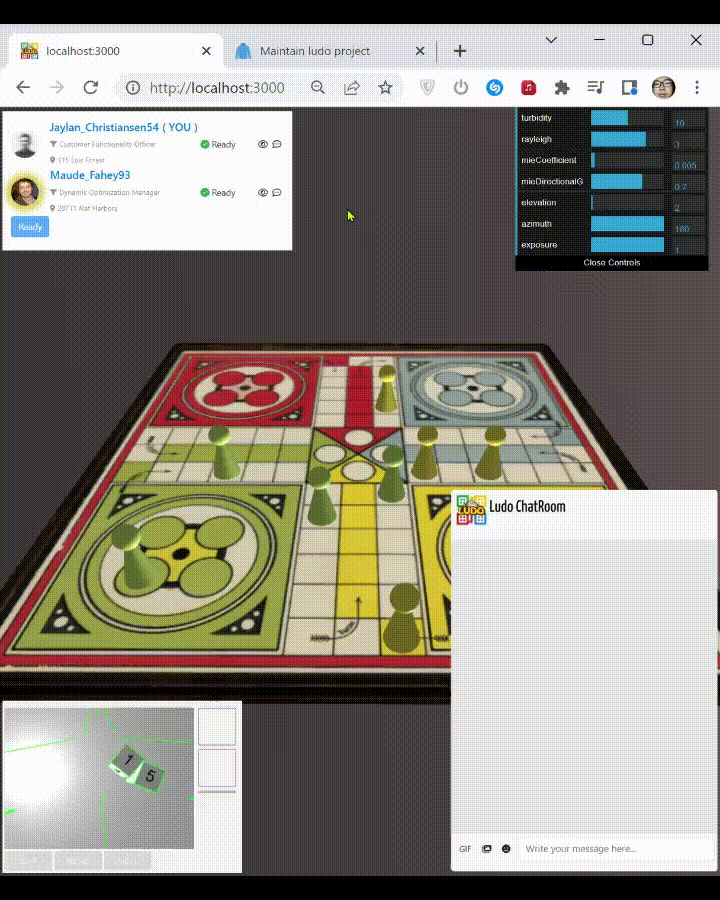 localhost:3000
Maintain ludo project
http://localhost:3000
Jaylan_Christiansen54 ( YOU )
Customer Functionality Officer
Ready
115 Luis Forest
Maude_Fahey93
Dynamic Optimization Manager
Ready
28711 Nat Harbors
Ready
turbidity 10
rayleigh 3
mieCoefficient 0.005
mieDirectionalG 0.7
elevation 2
azimuth 180
exposure 1
Close Controls
LUDO
Ludo ChatRoom
1
5
GIF
Write your message here...